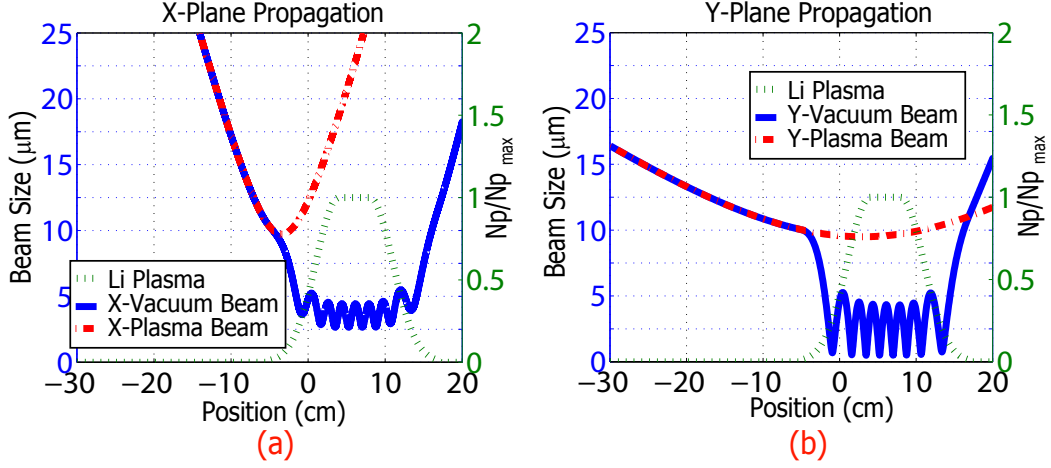 X-Plane Propagation
25
20
15
10
5
0
Beam Size (μm)
2
1.5
1
0.5
0
Np/Np max
Li Plasma
X-Vacuum Beam
X-Plasma Beam
−30 −20 −10 0 10 20
Position (cm)
(a)
Y-Plane Propagation
25
20
15
10
5
0
Beam Size (μm)
2
1.5
1
0.5
0
Np/Np max
Li Plasma
Y-Vacuum Beam
Y-Plasma Beam
−30 −20 −10 0 10 20
Position (cm)
(b)